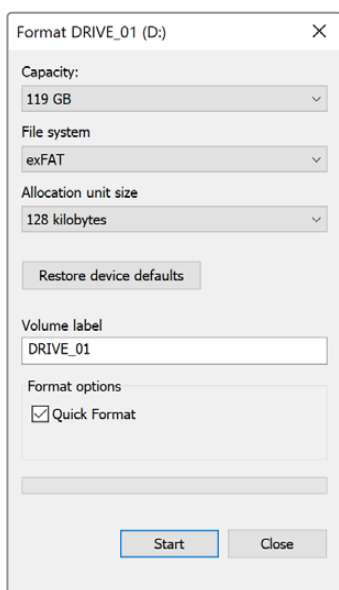 Format DRIVE_01 (D:)
Capacity:
119 GB
File system
exFAT
Allocation unit size
128 kilobytes
Restore device defaults
Volume label
DRIVE_01
Format options
Quick Format
Start Close